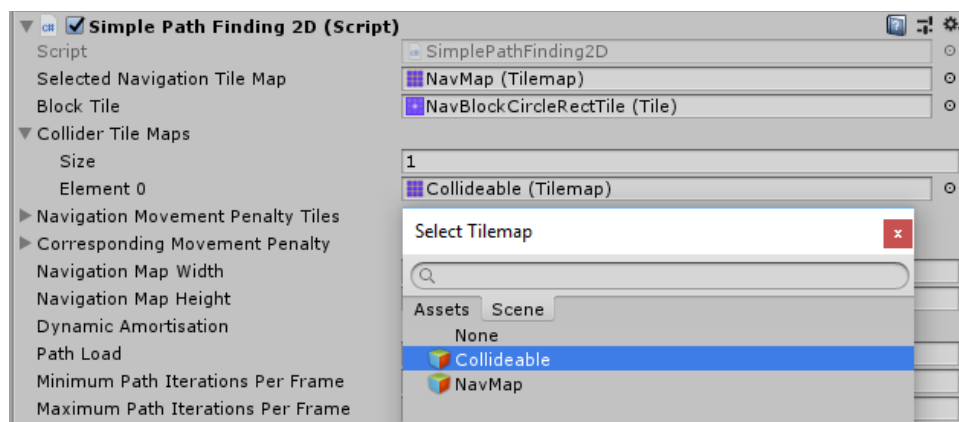 Simple Path Finding 2D (Script)
Script SimplePathFinding2D
Selected Navigation Tile Map NavMap (Tilemap)
Block Tile NavBlockCircleRectTile (Tile)
Collider Tile Maps
Size 1
Element 0 Collideable (Tilemap)
Navigation Movement Penalty Tiles
Corresponding Movement Penalty
Navigation Map Width
Navigation Map Height
Dynamic Amortisation
Path Load
Minimum Path Iterations Per Frame
Maximum Path Iterations Per Frame
Select Tilemap x
Assets Scene
None
Collideable
NavMap